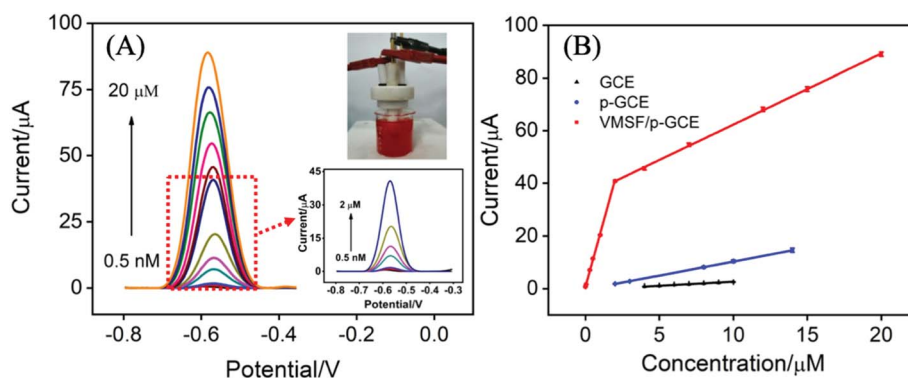 (A)
100
75
50
25
0
Current/μA
20 μM
0.5 nM
-0.8 -0.6 -0.4 -0.2 0.0
Potential/V
45
30
15
0
Current/μA
2 μM
0.5 nM
-0.8 -0.7 -0.6 -0.5 -0.4 -0.3
Potential/V
(B)
100
80
60
40
20
0
Current/μA
GCE
p-GCE
VMSF/p-GCE
0 5 10 15 20
Concentration/μM